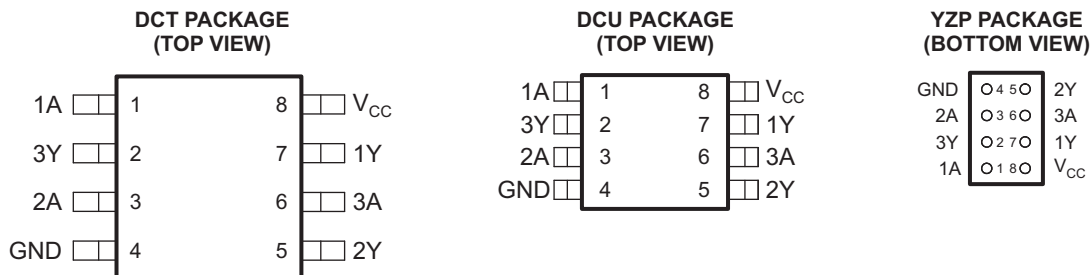 DCT PACKAGE
(TOP VIEW)
1A 1 8 VCC
3Y 2 7 1Y
2A 3 6 3A
GND 4 5 2Y
DCU PACKAGE
(TOP VIEW)
1A 1 8 VCC
3Y 2 7 1Y
2A 3 6 3A
GND 4 5 2Y
YZP PACKAGE
(BOTTOM VIEW)
GND 4 5 2Y
2A 3 6 3A
3Y 2 7 1Y
1A 1 8 VCC